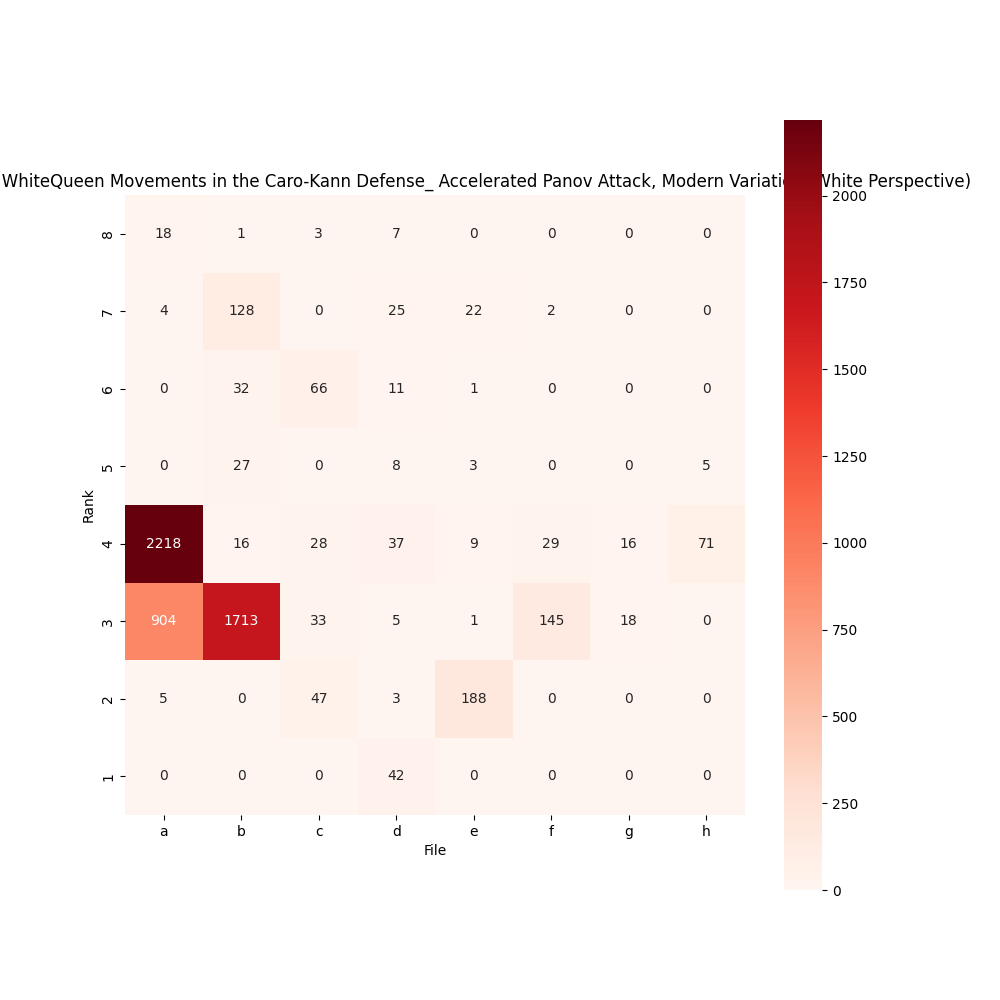 WhiteQueen Movements in the Caro-Kann Defense_ Accelerated Panov Attack, Modern Variatio White Perspective)
2000
8 18 1 3 7 0 0 0 0
1750
7 4 128 0 25 22 2 0 0
1500
6 0 32 66 11 1 0 0 0
1250
5 0 27 0 8 3 0 0 5
Rank
4 2218 16 28 37 9 29 16 71
1000
3 904 1713 33 5 1 145 18 0
750
2 5 0 47 3 188 0 0 0
500
1 0 0 0 42 0 0 0 0
250
a b c d e f g h
File
0